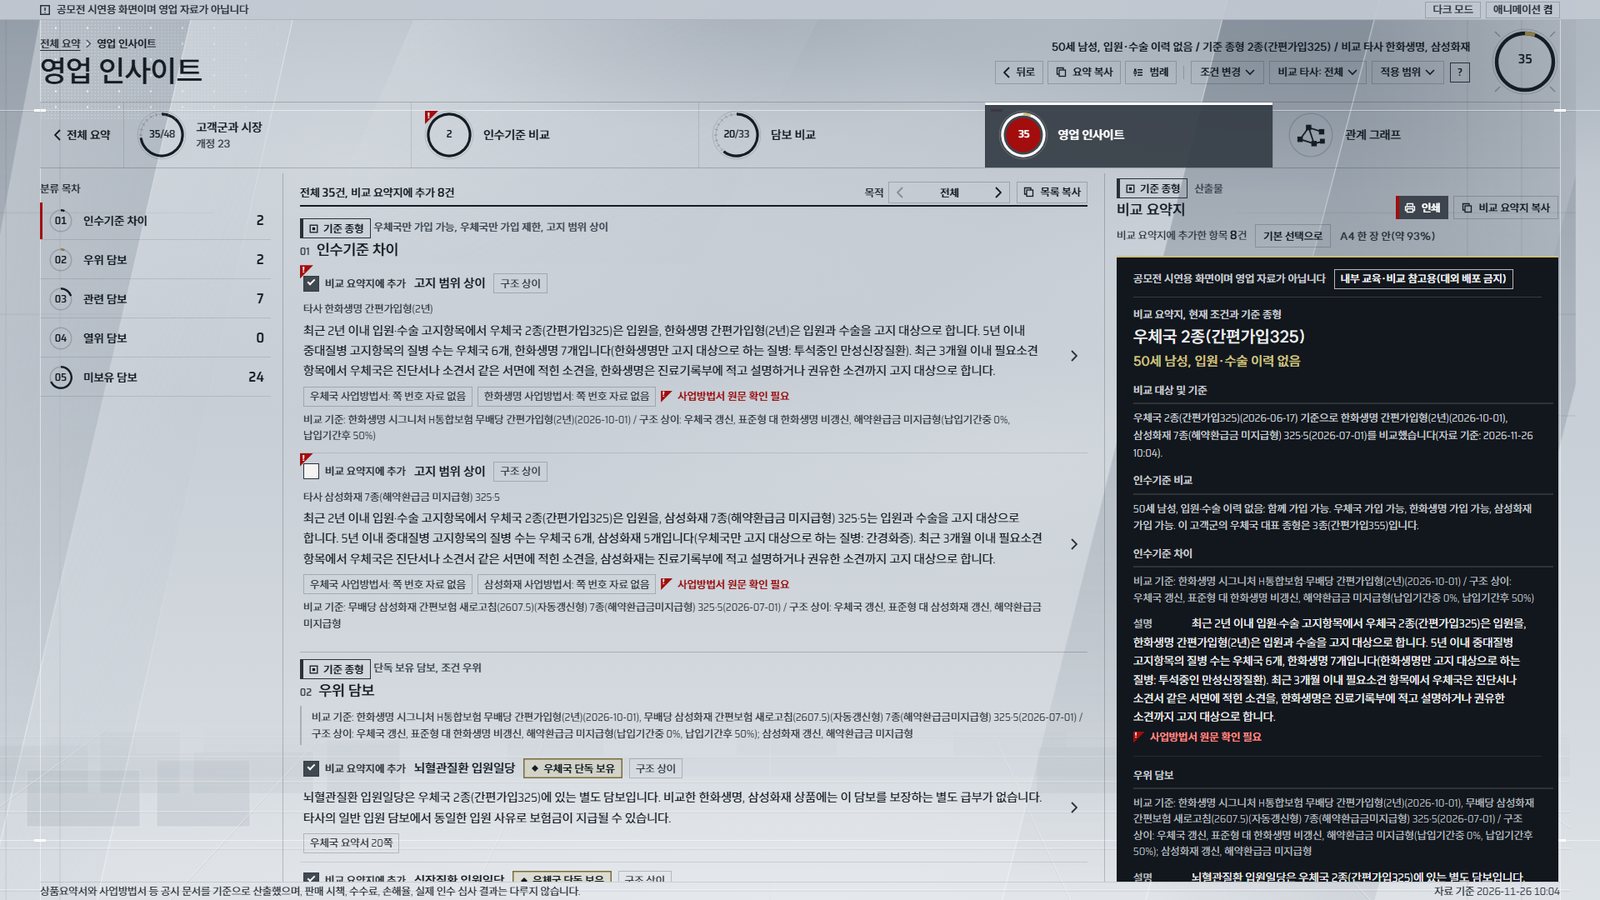 공모전 시연용 화면이며 영업 자료가 아닙니다
다크 모드
애니메이션 켬
전체 요약 > 영업 인사이트
영업 인사이트
50세 남성, 입원·수술 이력 없음 / 기준 종형 2종(간편가입325) / 비교 타사 한화생명, 삼성화재
뒤로
요약 복사
범례
조건 변경
비교 타사: 전체
적용 범위
?
35
전체 요약
35/48
고객군과 시장
개정 23
2
인수기준 비교
20/33
담보 비교
35
영업 인사이트
관계 그래프
분류 목차
01 인수기준 차이 2
02 우위 담보 2
03 관련 담보 7
04 열위 담보 0
05 미보유 담보 24
전체 35건, 비교 요약지에 추가 8건
목적
전체
목록 복사
기준 종형 우체국만 가입 가능, 우체국만 가입 제한, 고지 범위 상이
01 인수기준 차이
비교 요약지에 추가 고지 범위 상이 구조 상이
타사 한화생명 간편가입형(2년)
최근 2년 이내 입원·수술 고지항목에서 우체국 2종(간편가입325)은 입원을, 한화생명 간편가입형(2년)은 입원과 수술을 고지 대상으로 합니다. 5년 이내
중대질병 고지항목의 질병 수는 우체국 6개, 한화생명 7개입니다(한화생명만 고지 대상으로 하는 질병: 투석중인 만성신장질환). 최근 3개월 이내 필요소견
항목에서 우체국은 진단서나 소견서 같은 서면에 적힌 소견을, 한화생명은 진료기록부에 적고 설명하거나 권유한 소견까지 고지 대상으로 합니다.
우체국 사업방법서: 쪽 번호 자료 없음
한화생명 사업방법서: 쪽 번호 자료 없음
사업방법서 원문 확인 필요
비교 기준: 한화생명 시그니처 H통합보험 무배당 간편가입형(2년)(2026-10-01) / 구조 상이: 우체국 갱신, 표준형 대 한화생명 비갱신, 해약환급금 미지급형(납입기간중 0%,
납입기간후 50%)
비교 요약지에 추가 고지 범위 상이 구조 상이
타사 삼성화재 7종(해약환급금 미지급형) 325·5
최근 2년 이내 입원·수술 고지항목에서 우체국 2종(간편가입325)은 입원을, 삼성화재 7종(해약환급금 미지급형) 325·5는 입원과 수술을 고지 대상으로
합니다. 5년 이내 중대질병 고지항목의 질병 수는 우체국 6개, 삼성화재 5개입니다(우체국만 고지 대상으로 하는 질병: 간경화증). 최근 3개월 이내 필요소견
항목에서 우체국은 진단서나 소견서 같은 서면에 적힌 소견을, 삼성화재는 진료기록부에 적고 설명하거나 권유한 소견까지 고지 대상으로 합니다.
우체국 사업방법서: 쪽 번호 자료 없음
삼성화재 사업방법서: 쪽 번호 자료 없음
사업방법서 원문 확인 필요
비교 기준: 무배당 삼성화재 간편보험 새로고침(2607.5)(자동갱신형) 7종(해약환급금미지급형) 325·5(2026-07-01) / 구조 상이: 우체국 갱신, 표준형 대 삼성화재 갱신, 해약환급금
미지급형
기준 종형 단독 보유 담보, 조건 우위
02 우위 담보
비교 기준: 한화생명 시그니처 H통합보험 무배당 간편가입형(2년)(2026-10-01), 무배당 삼성화재 간편보험 새로고침(2607.5)(자동갱신형) 7종(해약환급금미지급형) 325·5(2026-07-01) /
구조 상이: 우체국 갱신, 표준형 대 한화생명 비갱신, 해약환급금 미지급형(납입기간중 0%, 납입기간후 50%); 삼성화재 갱신, 해약환급금 미지급형
비교 요약지에 추가 뇌혈관질환 입원일당 우체국 단독 보유 구조 상이
뇌혈관질환 입원일당은 우체국 2종(간편가입325)에 있는 별도 담보입니다. 비교한 한화생명, 삼성화재 상품에는 이 담보를 보장하는 별도 급부가 없습니다.
타사의 일반 입원 담보에서 동일한 입원 사유로 보험금이 지급될 수 있습니다.
우체국 요약서 20쪽
비교 요약지에 추가 심장질환 입원일당 우체국 단독 보유 구조 상이
기준 종형 산출물
비교 요약지
인쇄
비교 요약지 복사
비교 요약지에 추가한 항목 8건
기본 선택으로
A4 한 장 안(약 93%)
공모전 시연용 화면이며 영업 자료가 아닙니다
내부 교육·비교 참고용(대외 배포 금지)
비교 요약지, 현재 조건과 기준 종형
우체국 2종(간편가입325)
50세 남성, 입원·수술 이력 없음
비교 대상 및 기준
우체국 2종(간편가입325)(2026-06-17) 기준으로 한화생명 간편가입형(2년)(2026-10-01),
삼성화재 7종(해약환급금 미지급형) 325·5(2026-07-01)를 비교했습니다(자료 기준: 2026-11-26
10:04).
인수기준 비교
50세 남성, 입원·수술 이력 없음: 함께 가입 가능. 우체국 가입 가능, 한화생명 가입 가능, 삼성화재
가입 가능. 이 고객군의 우체국 대표 종형은 3종(간편가입355)입니다.
인수기준 차이
비교 기준: 한화생명 시그니처 H통합보험 무배당 간편가입형(2년)(2026-10-01) / 구조 상이:
우체국 갱신, 표준형 대 한화생명 비갱신, 해약환급금 미지급형(납입기간중 0%, 납입기간후 50%)
설명 최근 2년 이내 입원·수술 고지항목에서 우체국 2종(간편가입325)은 입원을,
한화생명 간편가입형(2년)은 입원과 수술을 고지 대상으로 합니다. 5년 이내 중대질병
고지항목의 질병 수는 우체국 6개, 한화생명 7개입니다(한화생명만 고지 대상으로 하는
질병: 투석중인 만성신장질환). 최근 3개월 이내 필요소견 항목에서 우체국은 진단서나
소견서 같은 서면에 적힌 소견을, 한화생명은 진료기록부에 적고 설명하거나 권유한
소견까지 고지 대상으로 합니다.
사업방법서 원문 확인 필요
우위 담보
비교 기준: 한화생명 시그니처 H통합보험 무배당 간편가입형(2년)(2026-10-01), 무배당 삼성화재
간편보험 새로고침(2607.5)(자동갱신형) 7종(해약환급금미지급형) 325·5(2026-07-01) / 구조
상이: 우체국 갱신, 표준형 대 한화생명 비갱신, 해약환급금 미지급형(납입기간중 0%, 납입기간후
50%); 삼성화재 갱신, 해약환급금 미지급형
설명 뇌혈관질환 입원일당은 우체국 2종(간편가입325)에 있는 별도 담보입니다.
상품요약서와 사업방법서 등 공시 문서를 기준으로 산출했으며, 판매 시책, 수수료, 손해율, 실제 인수 심사 결과는 다루지 않습니다.
자료 기준 2026-11-26 10:04